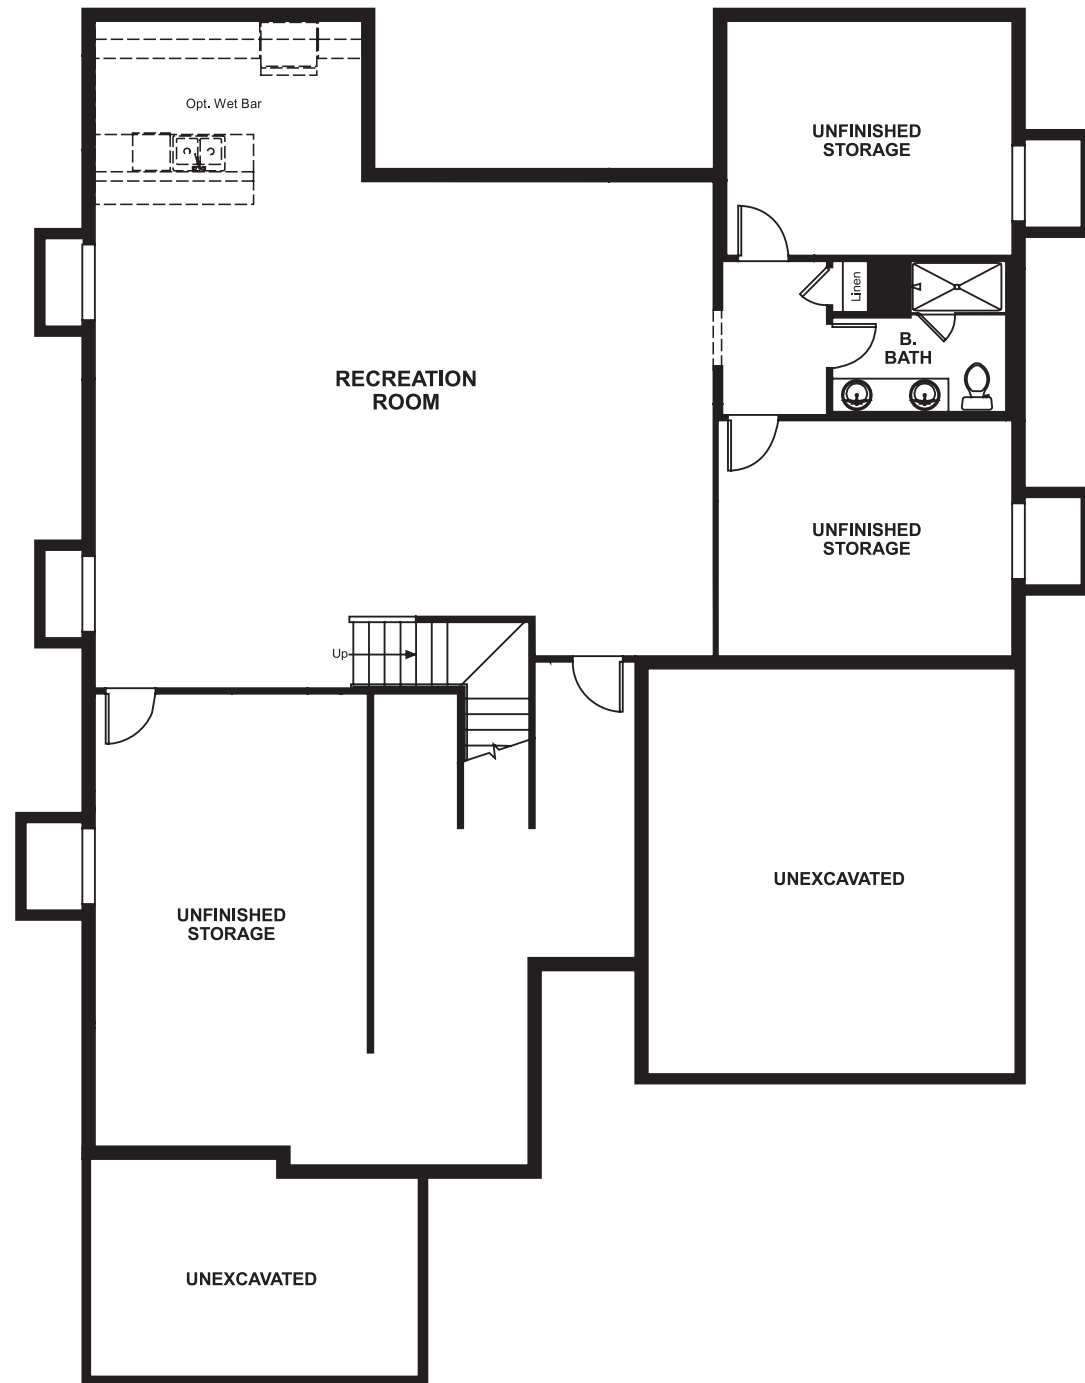 Opt. Wet Bar
UNFINISHED
STORAGE
Linen
B.
BATH
RECREATION
ROOM
UNFINISHED
STORAGE
Up
UNEXCAVATED
UNFINISHED
STORAGE
UNEXCAVATED